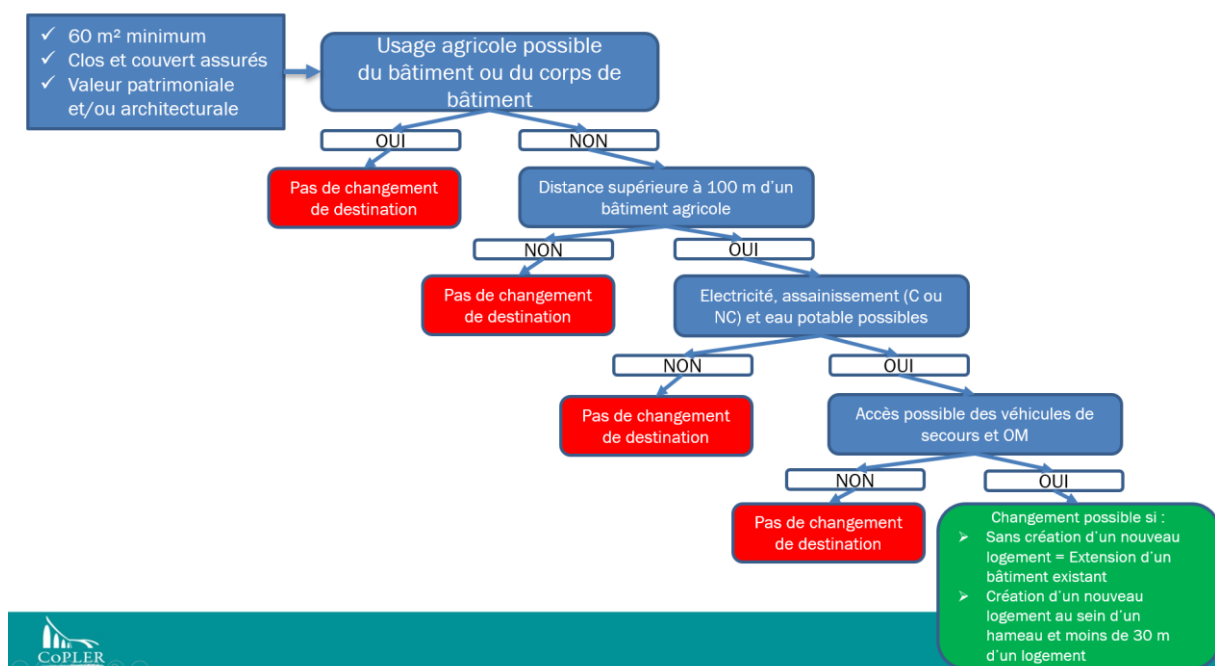 ✓ 60 m² minimum
✓ Clos et couvert assurés
✓ Valeur patrimoniale
et/ou architecturale
Usage agricole possible
du bâtiment ou du corps de
bâtiment
OUI
NON
Pas de changement
de destination
Distance supérieure à 100 m d'un
bâtiment agricole
NON
OUI
Pas de changement
de destination
Electricité, assainissement (C ou
NC) et eau potable possibles
NON
OUI
Pas de changement
de destination
Accès possible des véhicules de
secours et OM
NON
OUI
Pas de changement
de destination
Changement possible si :
➢ Sans création d'un nouveau
logement = Extension d'un
bâtiment existant
➢ Création d'un nouveau
logement au sein d'un
hameau et moins de 30 m
d'un logement
COPLER